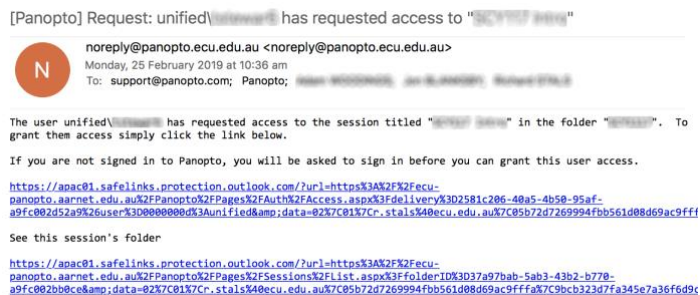 [Panopto] Request: unified\ has requested access to " "
noreply@panopto.ecu.edu.au <noreply@panopto.ecu.edu.au>
N
Monday, 25 February 2019 at 10:36 am
To: support@panopto.com; Panopto;
The user unified\ has requested access to the session titled " " in the folder " ". To
grant them access simply click the link below.
If you are not signed in to Panopto, you will be asked to sign in before you can grant this user access.
https://apac01.safelinks.protection.outlook.com/?url=https%3A%2F%2Fecu-
panopto.aarnet.edu.au%2FPanopto%2FPages%2FAuth%2FAccess.aspx%3Fdelivery%3D2581c206-40a5-4b50-95af-
a9fc002d52a9%26user%3D0000000d%3Aunified&amp;data=02%7C01%7Cr.stals%40ecu.edu.au%7C05b72d7269994fbb561d08d69ac9fff
See this session's folder
https://apac01.safelinks.protection.outlook.com/?url=https%3A%2F%2Fecu-
panopto.aarnet.edu.au%2FPanopto%2FPages%2FSessions%2FList.aspx%3FfolderID%3D37a97bab-5ab3-43b2-b770-
a9fc002bb0ce&amp;data=02%7C01%7Cr.stals%40ecu.edu.au%7C05b72d7269994fbb561d08d69ac9fffa%7C9bcb323d7fa345e7a36f6d9c